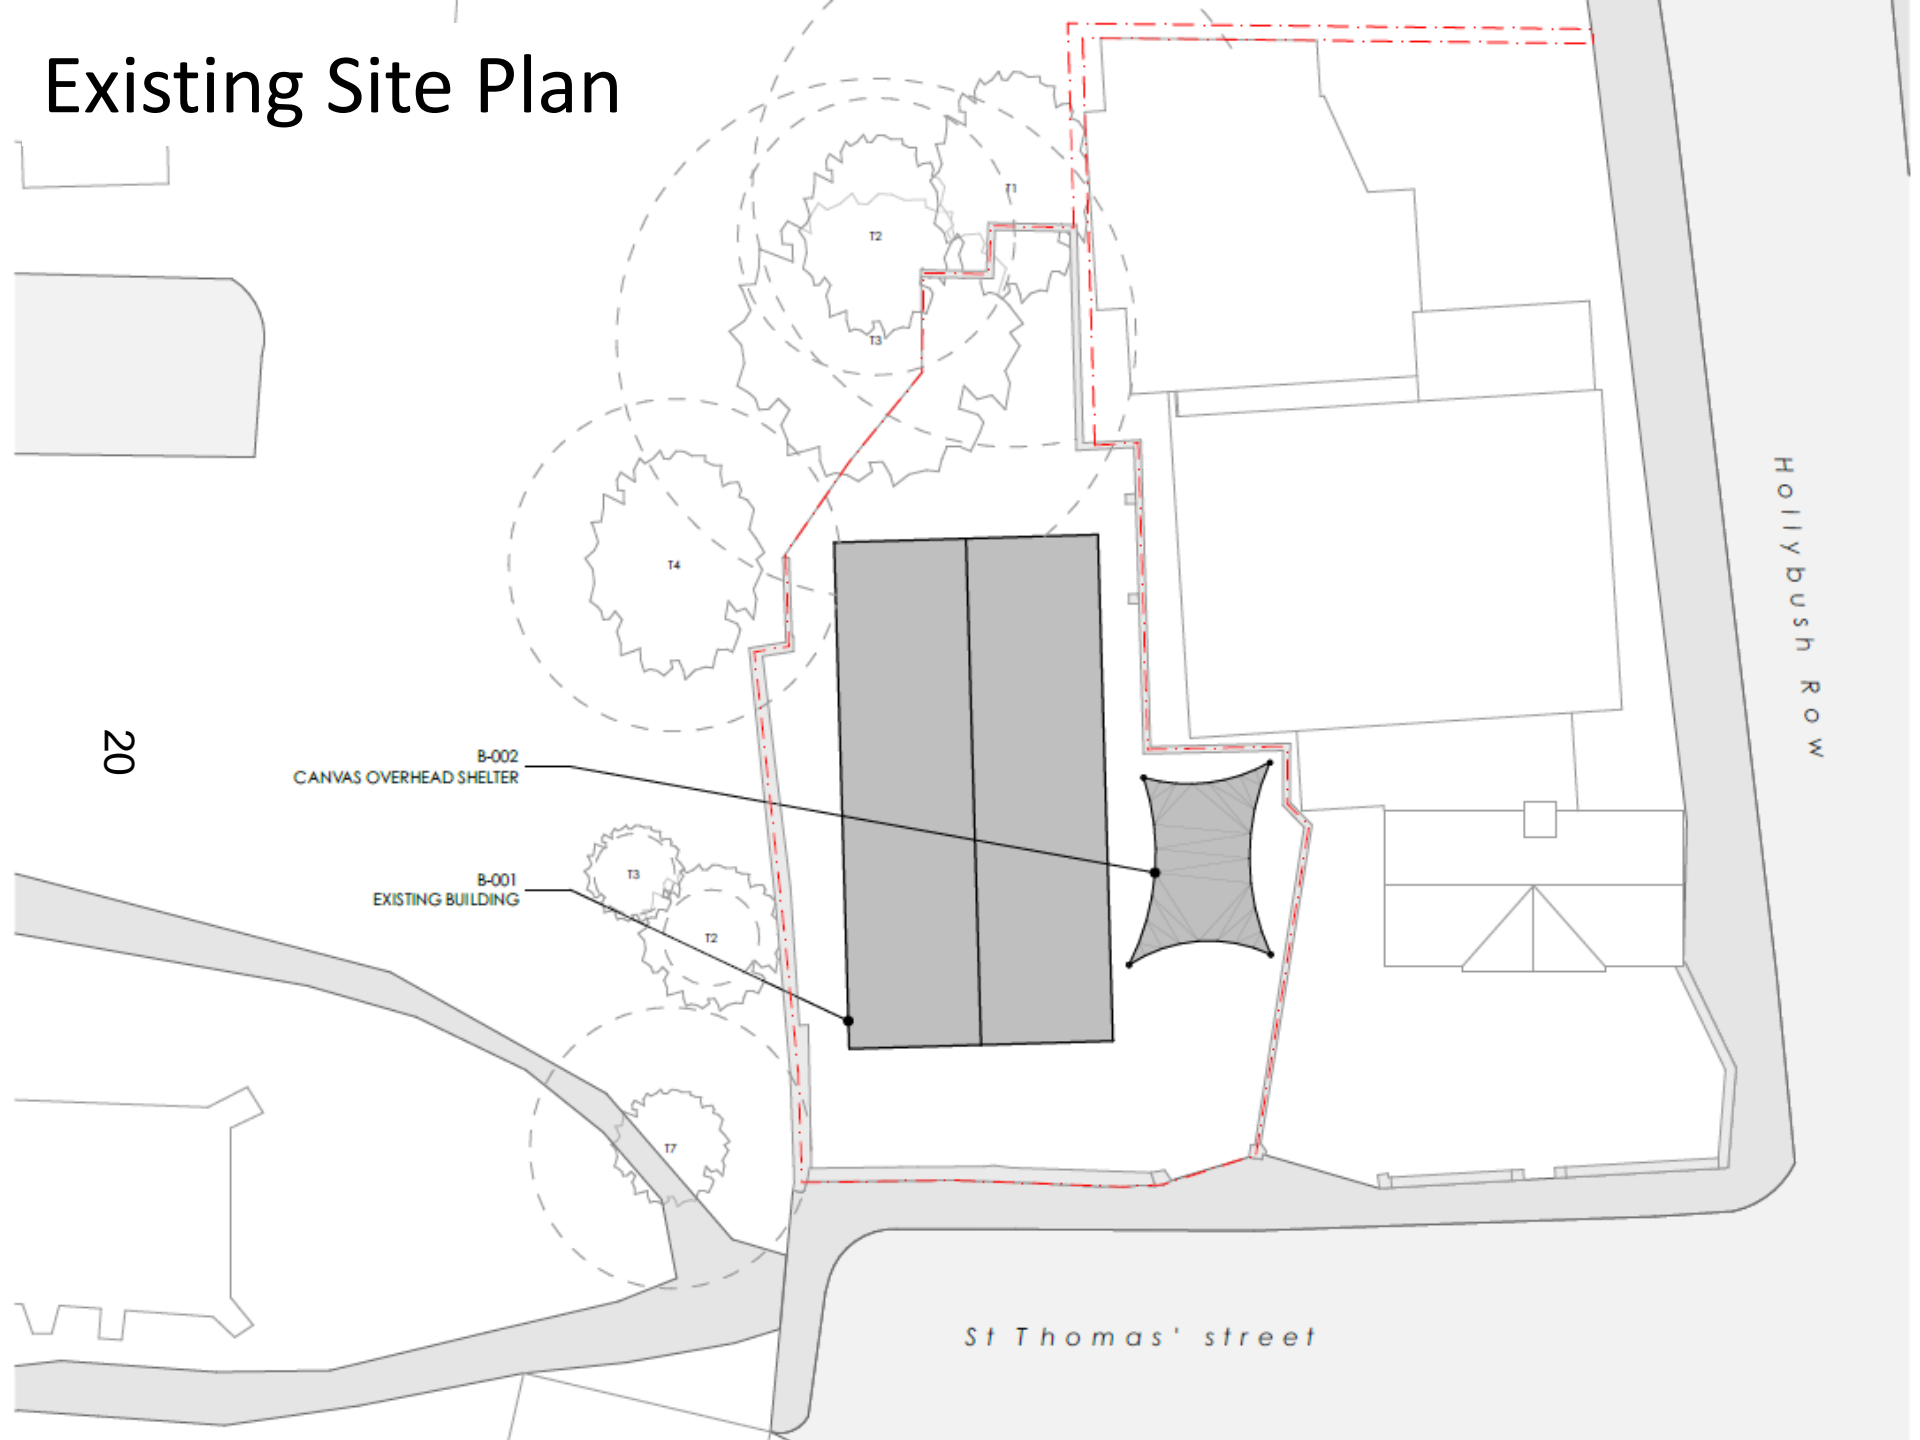 Existing Site Plan
T1
T2
T3
T4
Hollybush Row
20
B-002
CANVAS OVERHEAD SHELTER
B-001
EXISTING BUILDING
T3
T2
T7
St Thomas' street